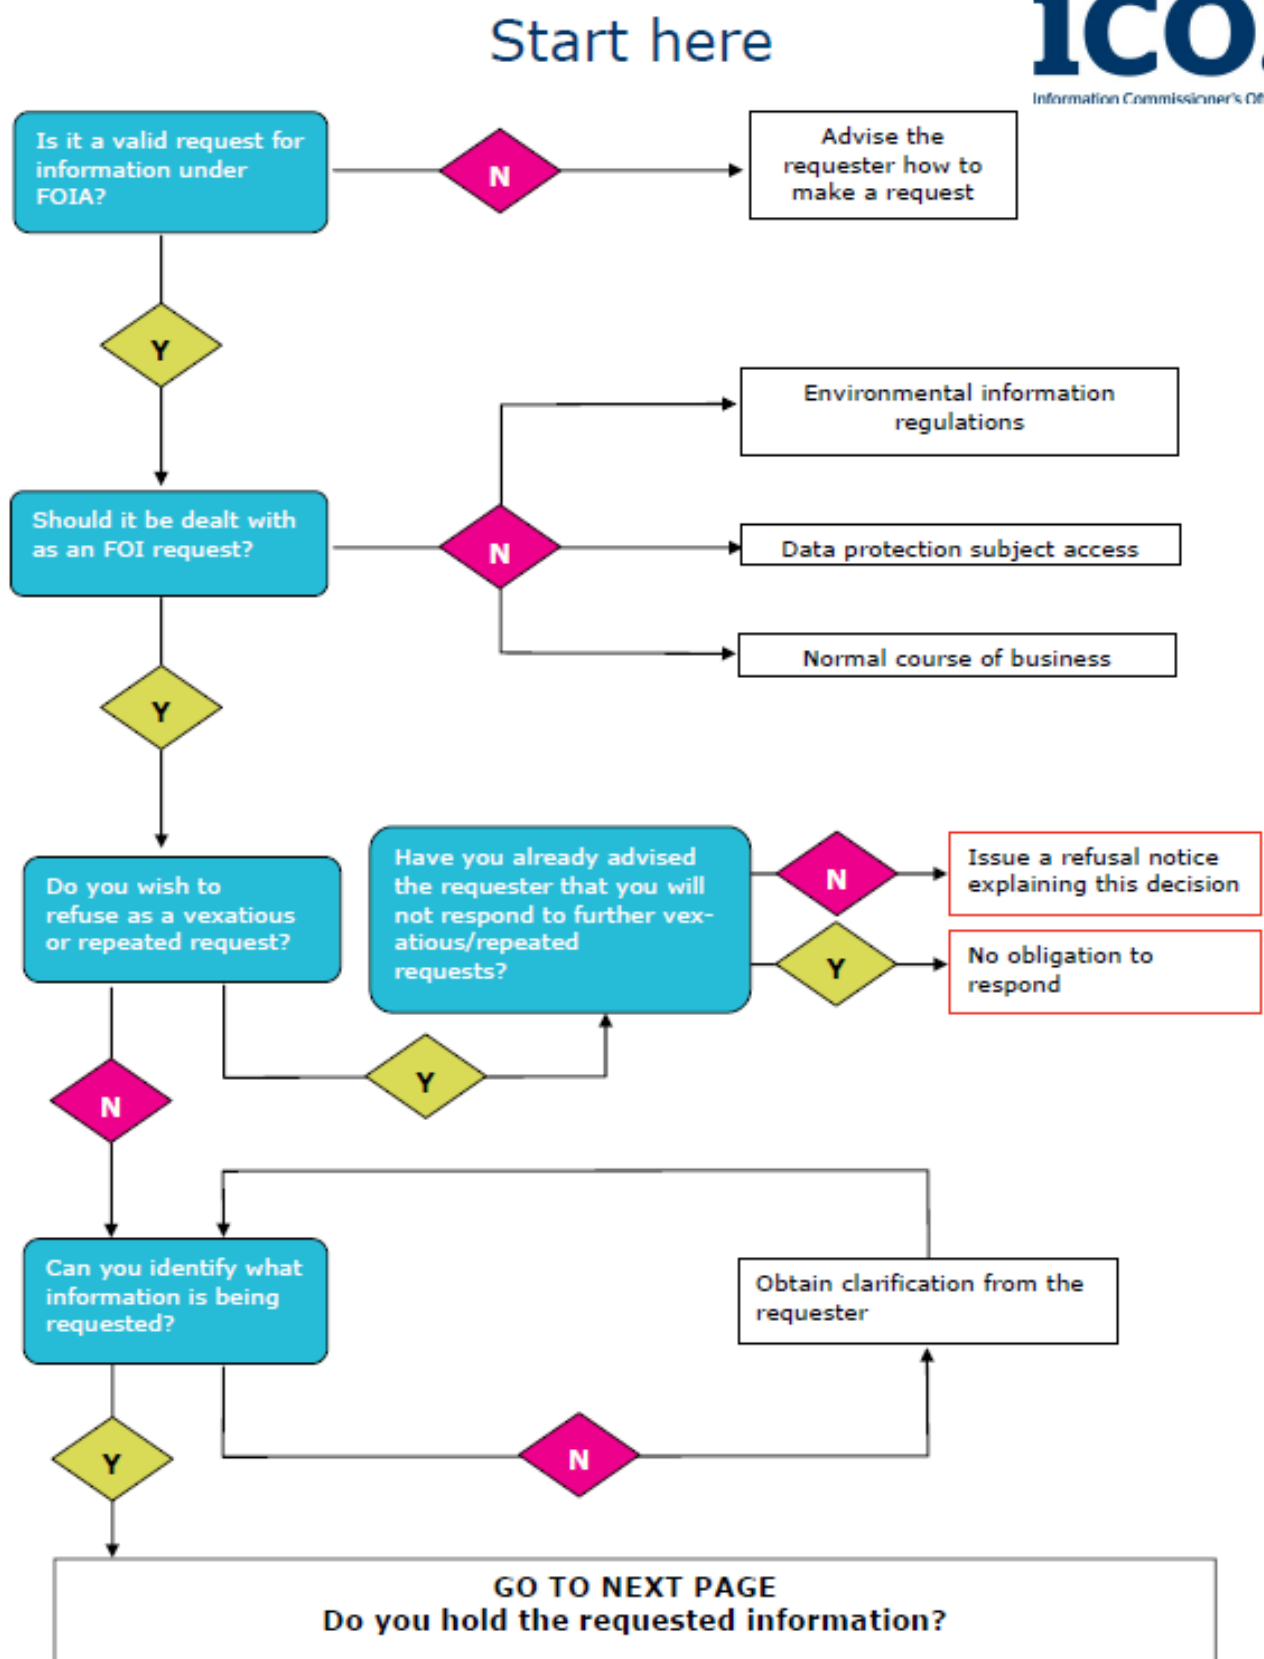 Start here
ico.
Information Commissioner's Of
Is it a valid request for
information under
FOIA?
N
Advise the
requester how to
make a request
Y
Environmental information
regulations
Should it be dealt with
as an FOI request?
N
Data protection subject access
Normal course of business
Y
Do you wish to
refuse as a vexatious
or repeated request?
Have you already advised
the requester that you will
not respond to further vex-
atious/repeated
requests?
N
Issue a refusal notice
explaining this decision
Y
No obligation to
respond
Y
N
Can you identify what
information is being
requested?
Obtain clarification from the
requester
Y
N
GO TO NEXT PAGE
Do you hold the requested information?